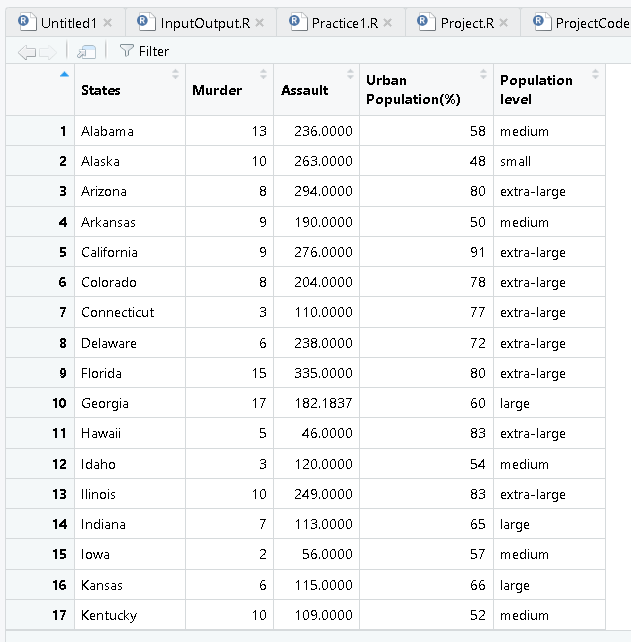 Untitled1 InputOutput.R Practice1.R Project.R ProjectCode
Filter
States Murder Assault Urban Population(%) Population level
1 Alabama 13 236.0000 58 medium
2 Alaska 10 263.0000 48 small
3 Arizona 8 294.0000 80 extra-large
4 Arkansas 9 190.0000 50 medium
5 California 9 276.0000 91 extra-large
6 Colorado 8 204.0000 78 extra-large
7 Connecticut 3 110.0000 77 extra-large
8 Delaware 6 238.0000 72 extra-large
9 Florida 15 335.0000 80 extra-large
10 Georgia 17 182.1837 60 large
11 Hawaii 5 46.0000 83 extra-large
12 Idaho 3 120.0000 54 medium
13 Ilinois 10 249.0000 83 extra-large
14 Indiana 7 113.0000 65 large
15 Iowa 2 56.0000 57 medium
16 Kansas 6 115.0000 66 large
17 Kentucky 10 109.0000 52 medium